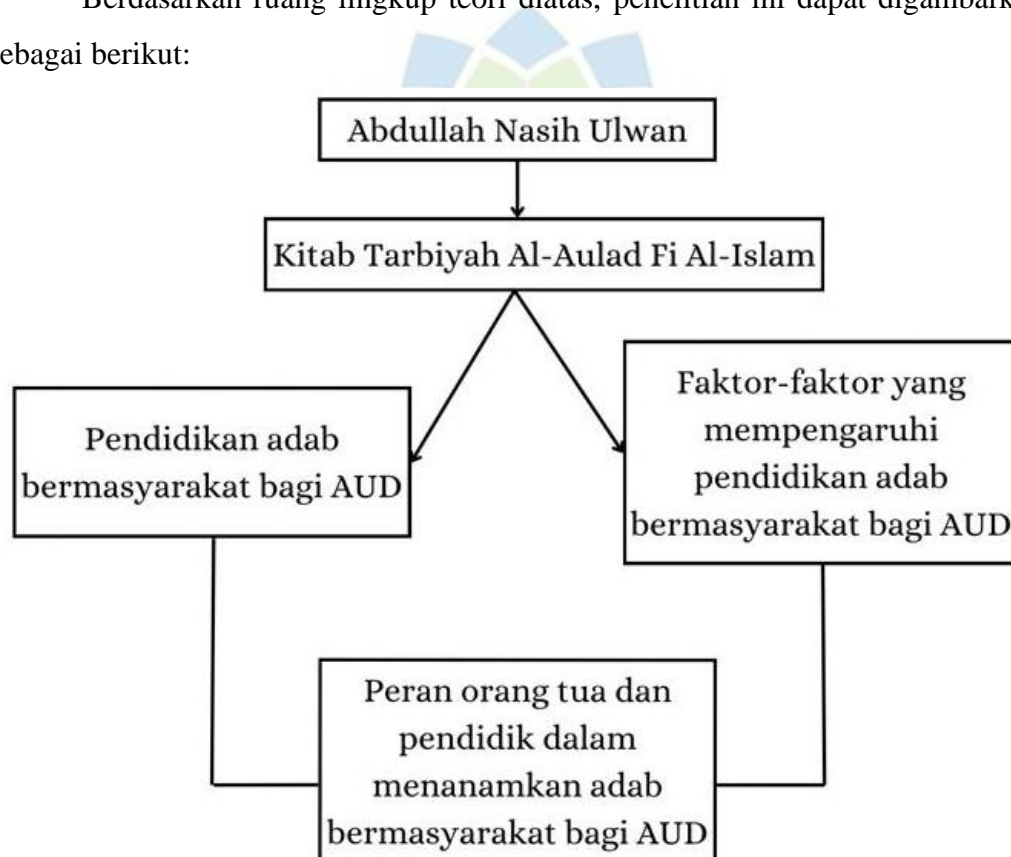 Berdasarkan ruang lingkup teori diatas, penelitian ini dapat digambark
ebagai berikut:
Abdullah Nasih Ulwan
Kitab Tarbiyah Al-Aulad Fi Al-Islam
Pendidikan adab
bermasyarakat bagi AUD
Faktor-faktor yang
mempengaruhi
pendidikan adab
bermasyarakat bagi AUD
Peran orang tua dan
pendidik dalam
menanamkan adab
bermasyarakat bagi AUD